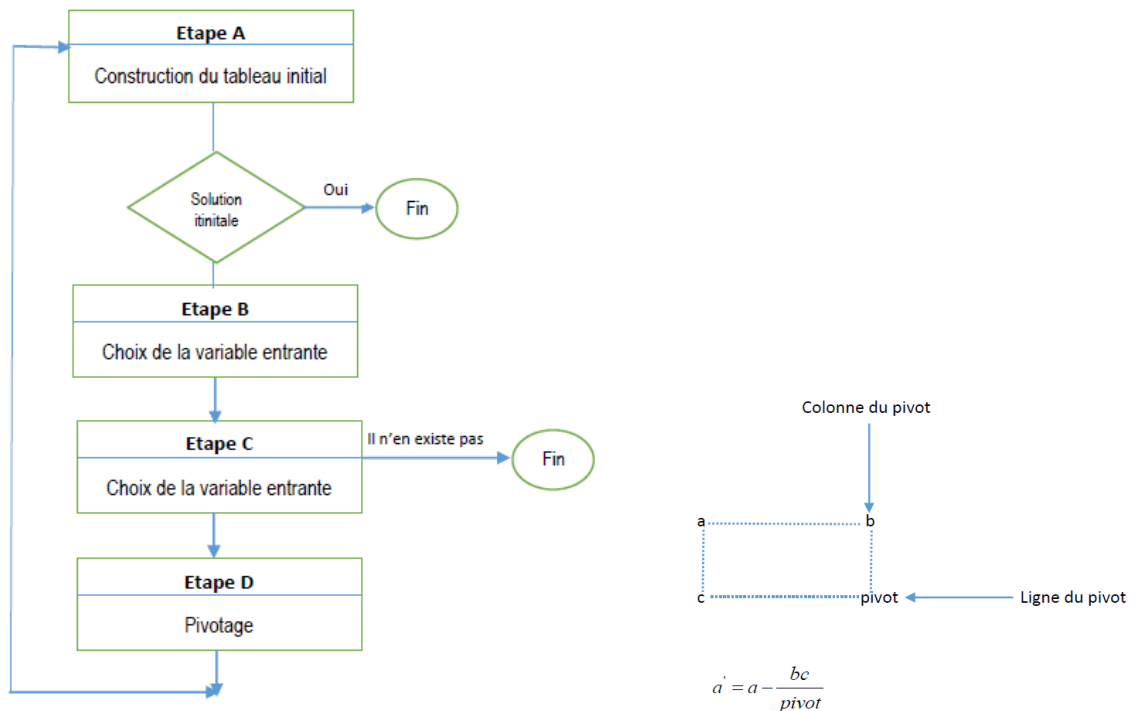 Etape A
Construction du tableau initial
Solution
itinitale
Oui
Fin
Etape B
Choix de la variable entrante
Etape C
Choix de la variable entrante
Il n’en existe pas
Fin
Etape D
Pivotage
Colonne du pivot
a b
c pivot
Ligne du pivot
a' = a - bc/pivot